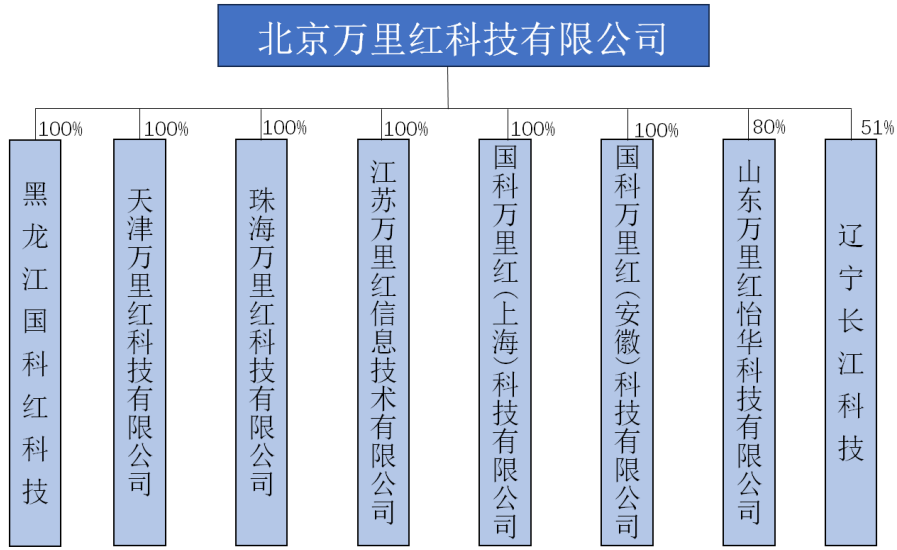 北京万里红科技有限公司
100%
100%
100%
100%
100%
100%
80%
51%
黑龙江国科红科技
天津万里红科技有限公司
珠海万里红科技有限公司
江苏万里红信息技术有限公司
国科万里红(上海)科技有限公司
国科万里红(安徽)科技有限公司
山东万里红怡华科技有限公司
辽宁长江科技